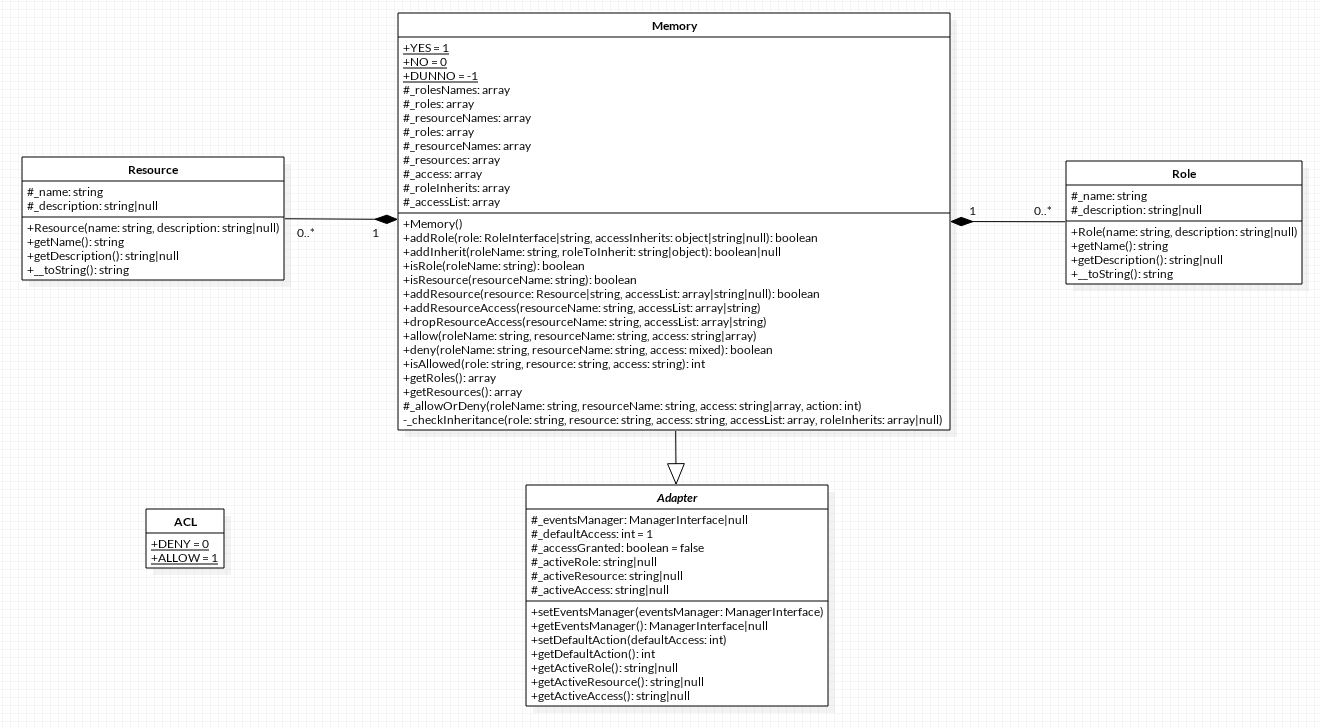 Memory
+YES = 1
+NO = 0
+DUNNO = -1
#_rolesNames: array
#_roles: array
#_resourceNames: array
#_roles: array
#_resourceNames: array
#_resources: array
#_access: array
#_roleInherits: array
#_accessList: array
+Memory()
+addRole(role: RoleInterface|string, accessInherits: object|string|null): boolean
+addInherit(roleName: string, roleToInherit: string|object): boolean|null
+isRole(roleName: string): boolean
+isResource(resourceName: string): boolean
+addResource(resource: Resource|string, accessList: array|string|null): boolean
+addResourceAccess(resourceName: string, accessList: array|string)
+dropResourceAccess(resourceName: string, accessList: array|string)
+allow(roleName: string, resourceName: string, access: string|array)
+deny(roleName: string, resourceName: string, access: mixed): boolean
+isAllowed(role: string, resource: string, access: string): int
+getRoles(): array
+getResources(): array
#_allowOrDeny(roleName: string, resourceName: string, access: string|array, action: int)
-_checkInheritance(role: string, resource: string, access: string, accessList: array, roleInherits: array|null)
Resource
#_name: string
#_description: string|null
+Resource(name: string, description: string|null)
+getName(): string
+getDescription(): string|null
+__toString(): string
0..*
1
1
0..*
Role
#_name: string
#_description: string|null
+Role(name: string, description: string|null)
+getName(): string
+getDescription(): string|null
+__toString(): string
ACL
+DENY = 0
+ALLOW = 1
Adapter
#_eventsManager: ManagerInterface|null
#_defaultAccess: int = 1
#_accessGranted: boolean = false
#_activeRole: string|null
#_activeResource: string|null
#_activeAccess: string|null
+setEventsManager(eventsManager: ManagerInterface)
+getEventsManager(): ManagerInterface|null
+setDefaultAction(defaultAccess: int)
+getDefaultAction(): int
+getActiveRole(): string|null
+getActiveResource(): string|null
+getActiveAccess(): string|null